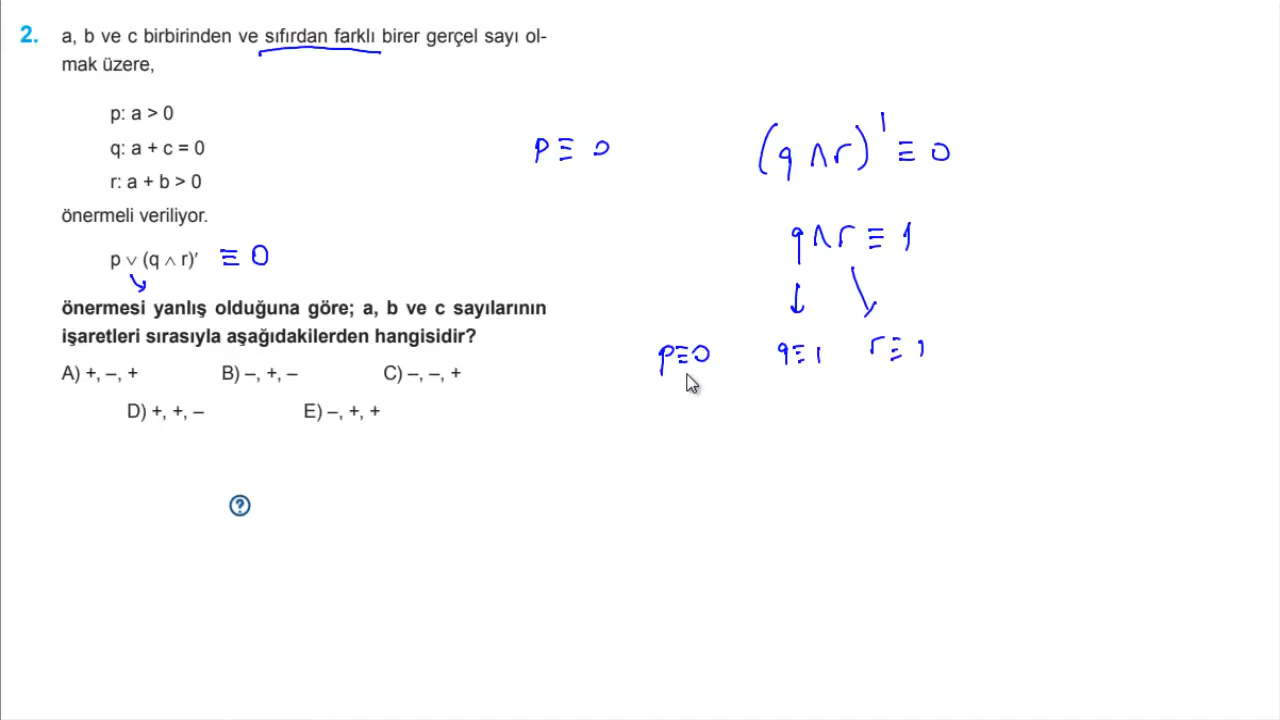 2. a, b ve c birbirinden ve sıfırdan farklı birer gerçel sayı ol-
mak üzere,
p: a > 0
q: a + c = 0
r: a + b > 0
önermeli veriliyor.
p ∨ (q ∧ r)' ≡ 0
önermesi yanlış olduğuna göre; a, b ve c sayılarının
işaretleri sırasıyla aşağıdakilerden hangisidir?
A) +, –, + B) –, +, – C) –, –, +
D) +, +, – E) –, +, +
p ≡ 0
(q ∧ r)' ≡ 0
q ∧ r ≡ 1
p ≡ 0 q ≡ 1 r ≡ 1